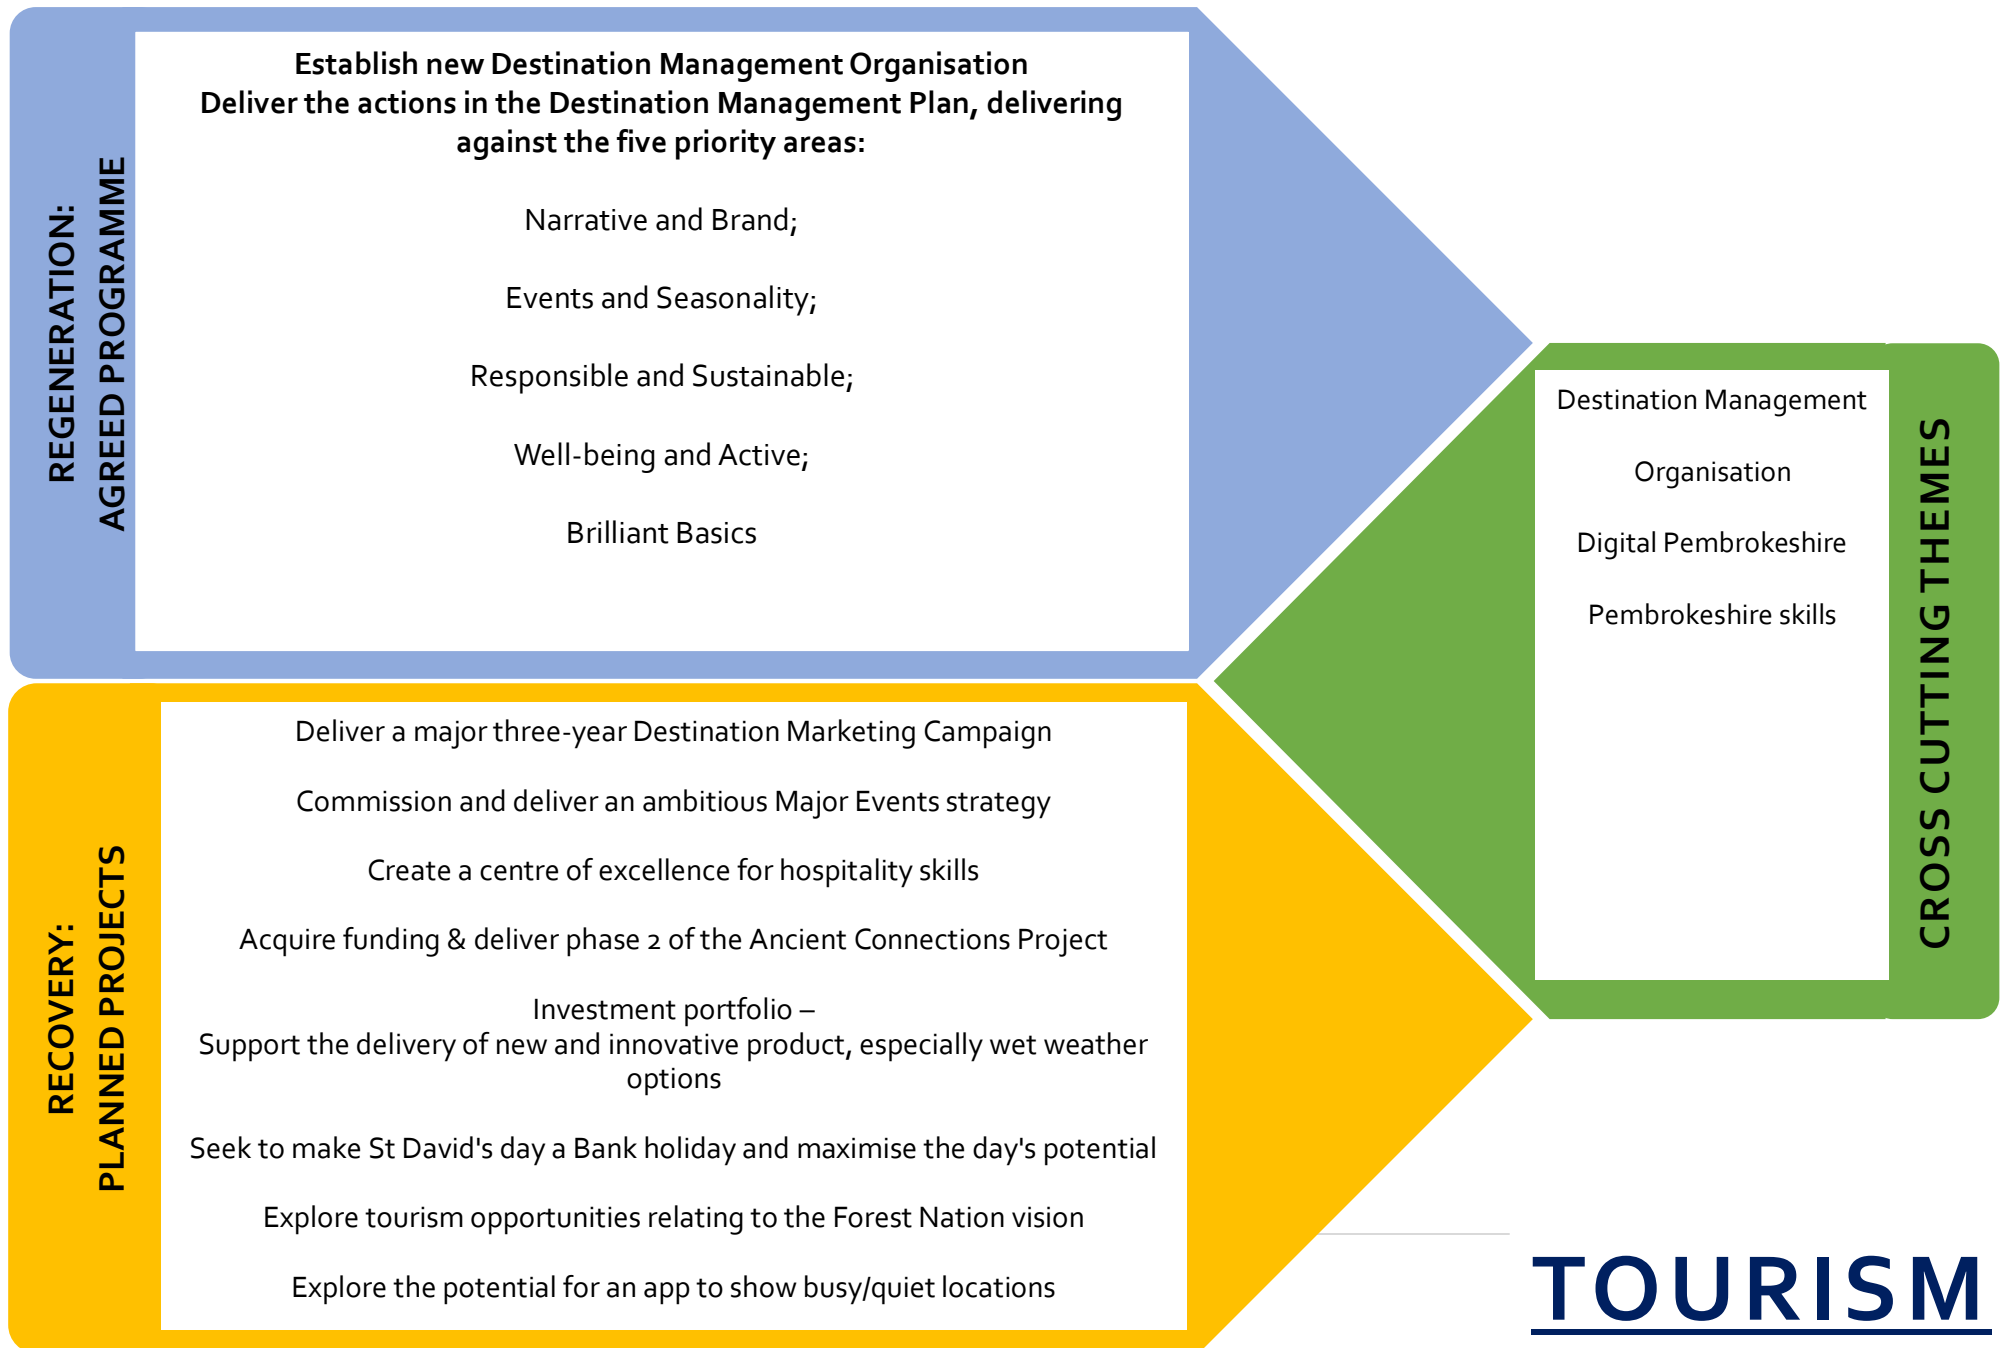 REGENERATION:
AGREED PROGRAMME
Establish new Destination Management Organisation
Deliver the actions in the Destination Management Plan, delivering
against the five priority areas:
Narrative and Brand;
Events and Seasonality;
Responsible and Sustainable;
Well-being and Active;
Brilliant Basics
RECOVERY:
PLANNED PROJECTS
Deliver a major three-year Destination Marketing Campaign
Commission and deliver an ambitious Major Events strategy
Create a centre of excellence for hospitality skills
Acquire funding & deliver phase 2 of the Ancient Connections Project
Investment portfolio –
Support the delivery of new and innovative product, especially wet weather
options
Seek to make St David's day a Bank holiday and maximise the day's potential
Explore tourism opportunities relating to the Forest Nation vision
Explore the potential for an app to show busy/quiet locations
Destination Management
Organisation
Digital Pembrokeshire
Pembrokeshire skills
CROSS CUTTING THEMES
TOURISM